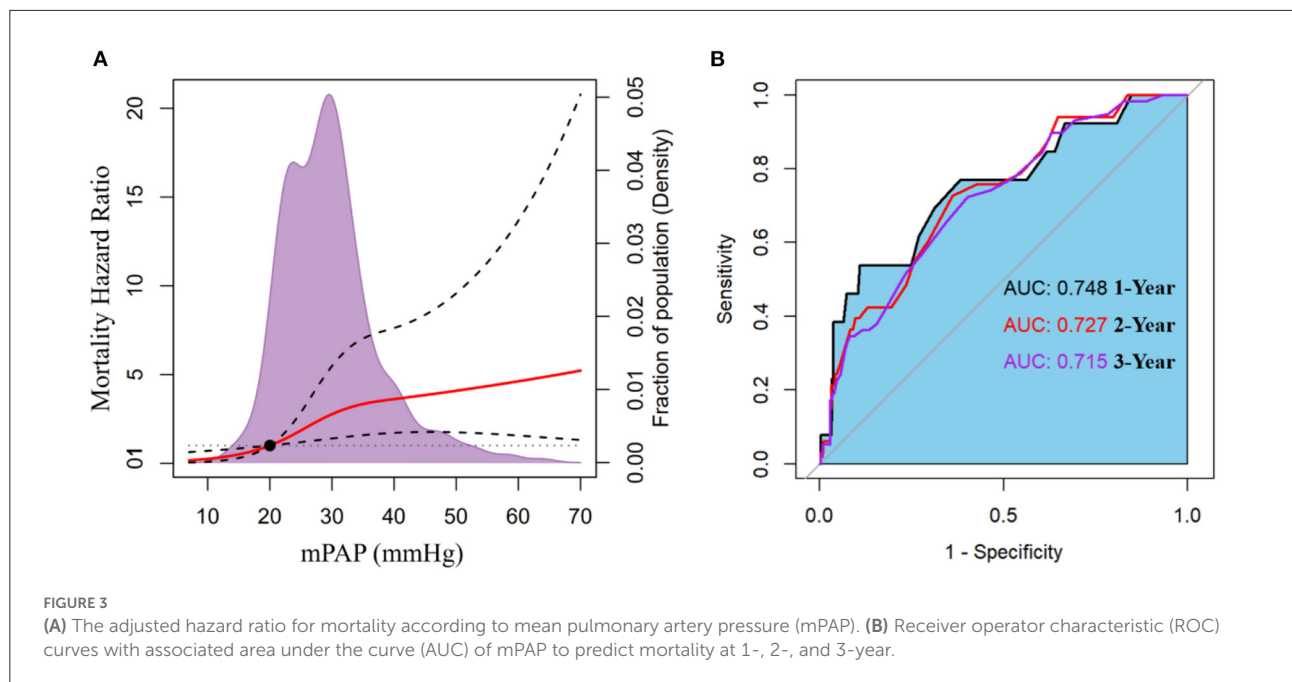 A
B
Mortality Hazard Ratio
20
15
10
5
01
10 20 30 40 50 60 70
mPAP (mmHg)
0.05
0.04
0.03
0.02
0.01
0.00
Fraction of population (Density)
Sensitivity
1.0
0.8
0.6
0.4
0.2
0.0
AUC: 0.748 1-Year
AUC: 0.727 2-Year
AUC: 0.715 3-Year
0.0 0.5 1.0
1 - Specificity
FIGURE 3
(A) The adjusted hazard ratio for mortality according to mean pulmonary artery pressure (mPAP). (B) Receiver operator characteristic (ROC)
curves with associated area under the curve (AUC) of mPAP to predict mortality at 1-, 2-, and 3-year.